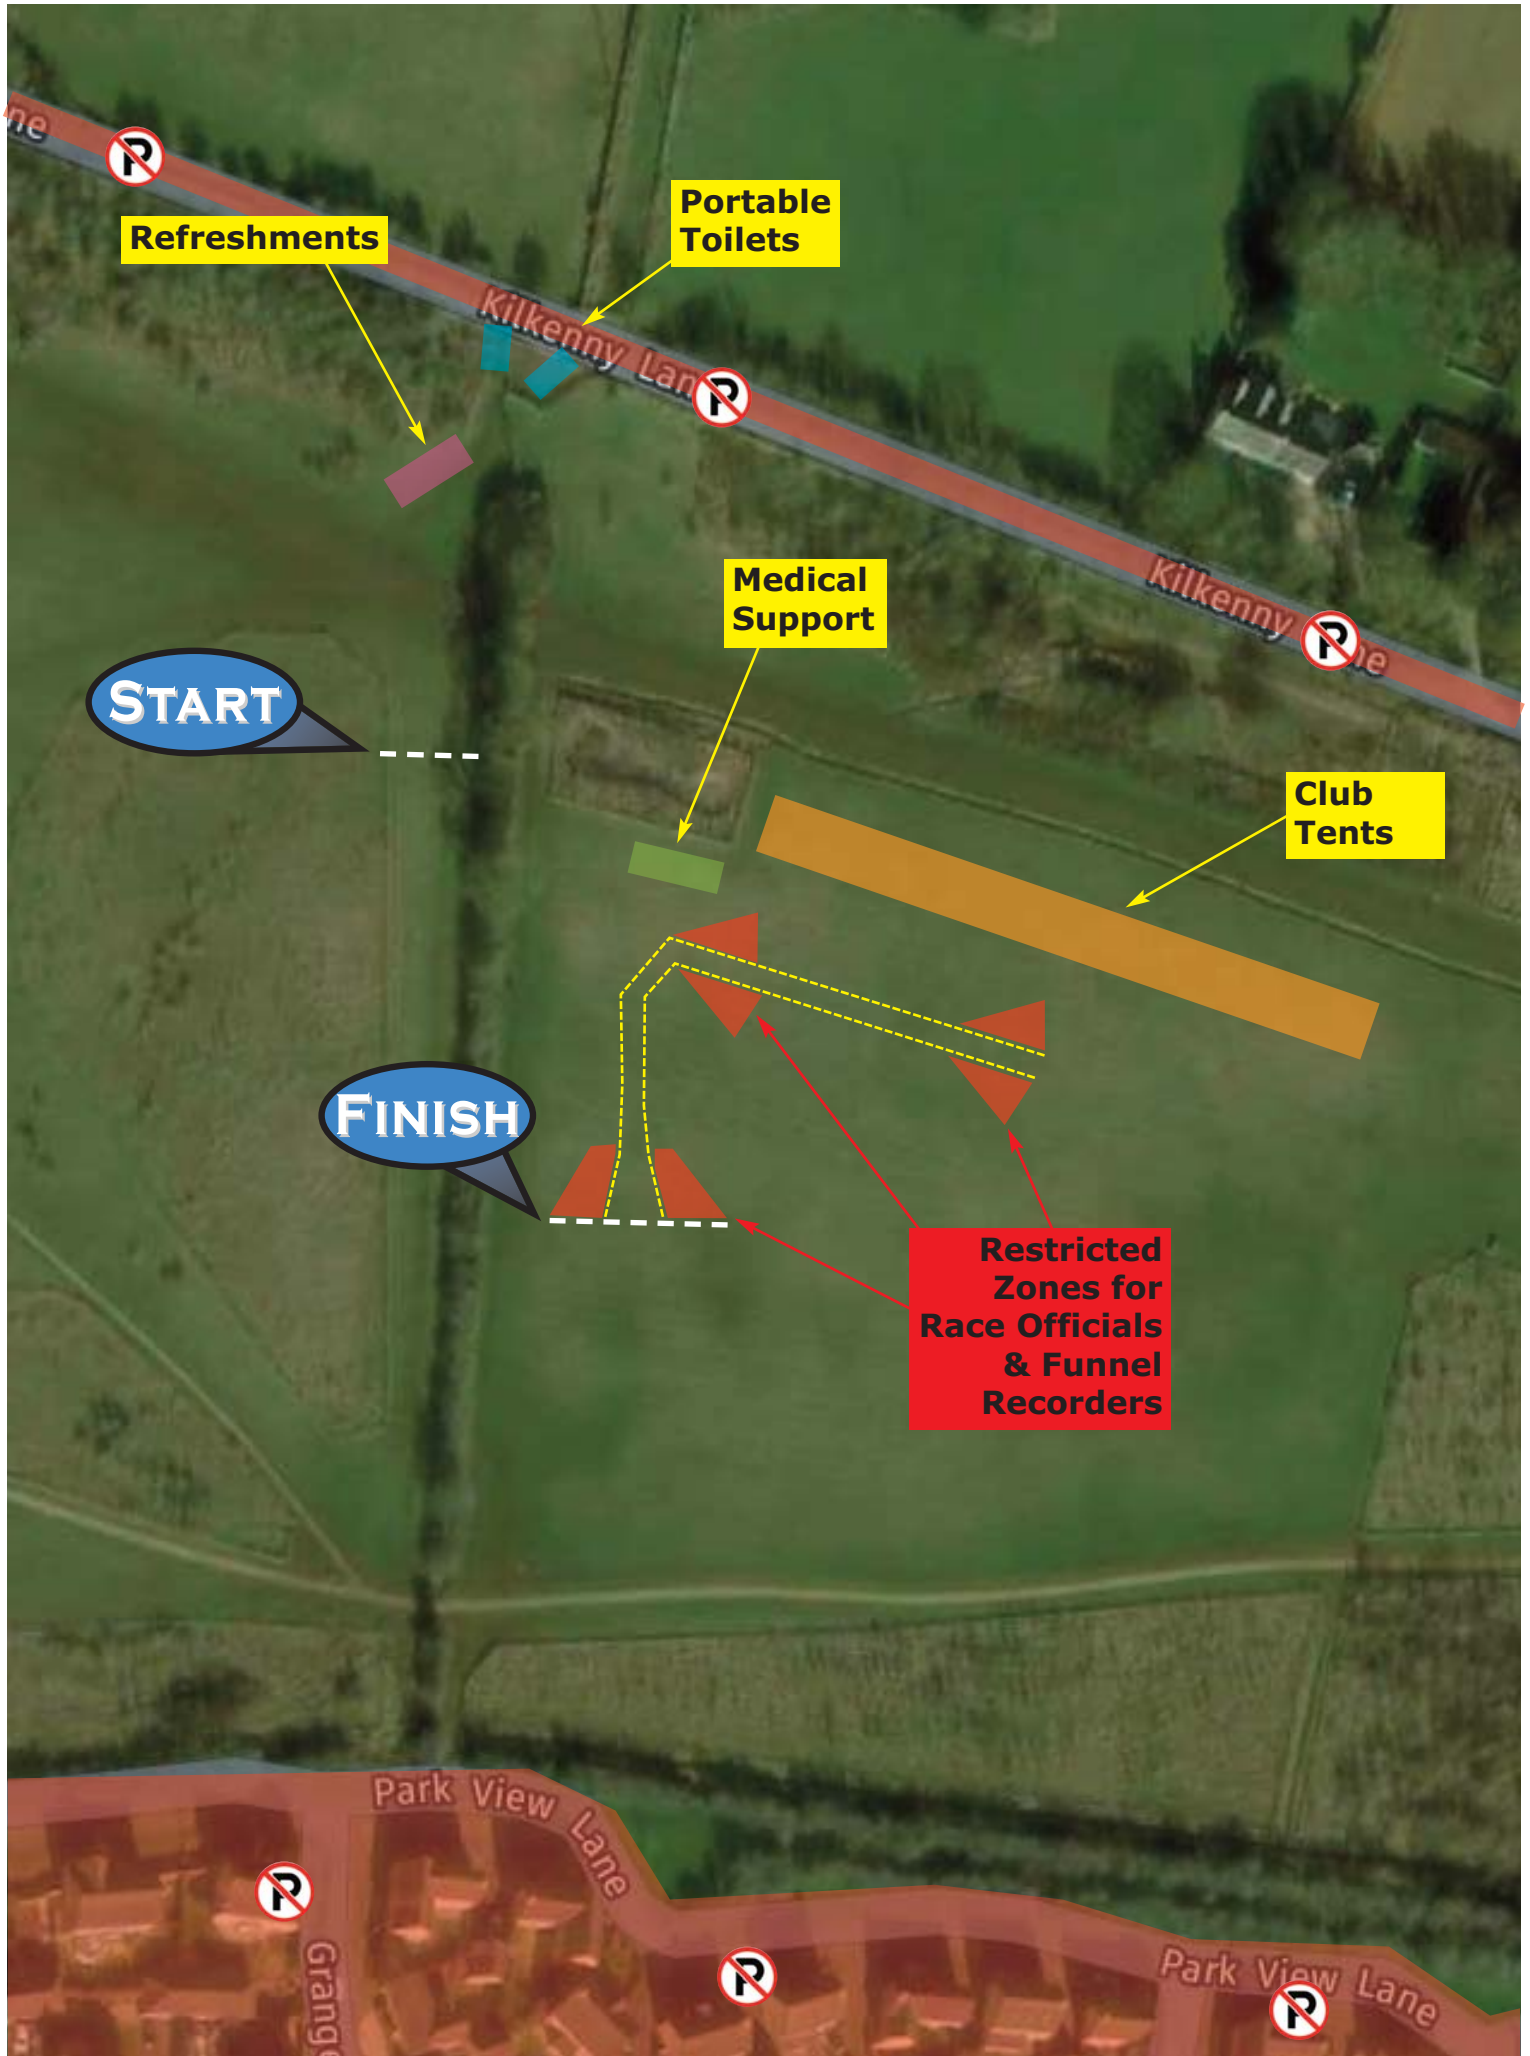 ne
P
Portable
Toilets
Refreshments
Kilkenny Lan
P
Medical
Support
Kilkenny
P
ne
START
Club
Tents
FINISH
Restricted
Zones for
Race Officials
& Funnel
Recorders
Park View Lane
P
Grange
P
Park View Lane
P